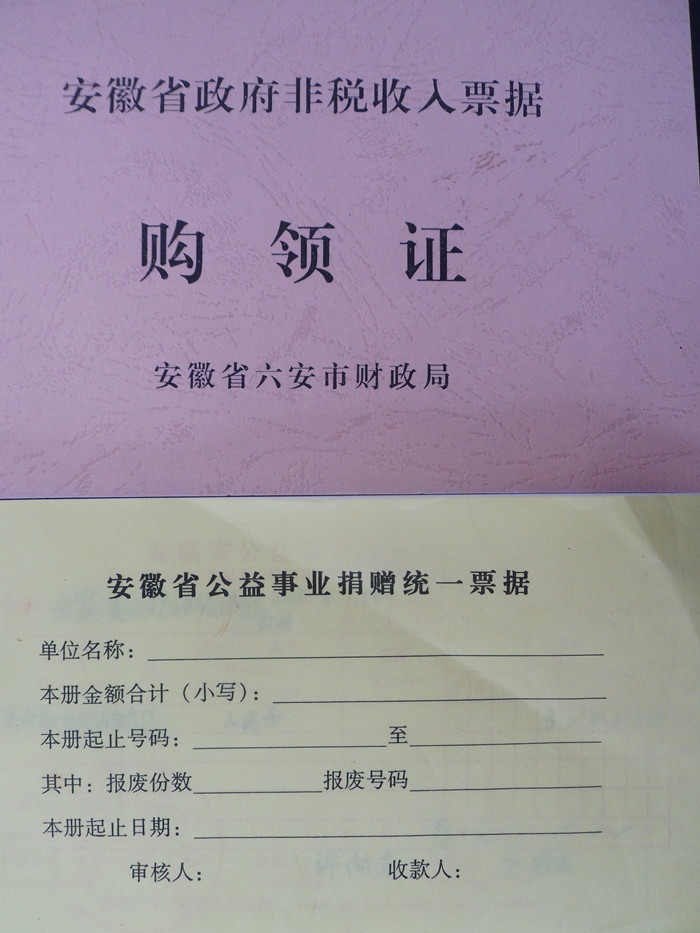 安徽省政府非税收入票据
购领证
安徽省六安市财政局
安徽省公益事业捐赠统一票据
单位名称：
本册金额合计（小写）：
本册起止号码： 至
其中：报废份数 报废号码
本册起止日期：
审核人： 收款人：